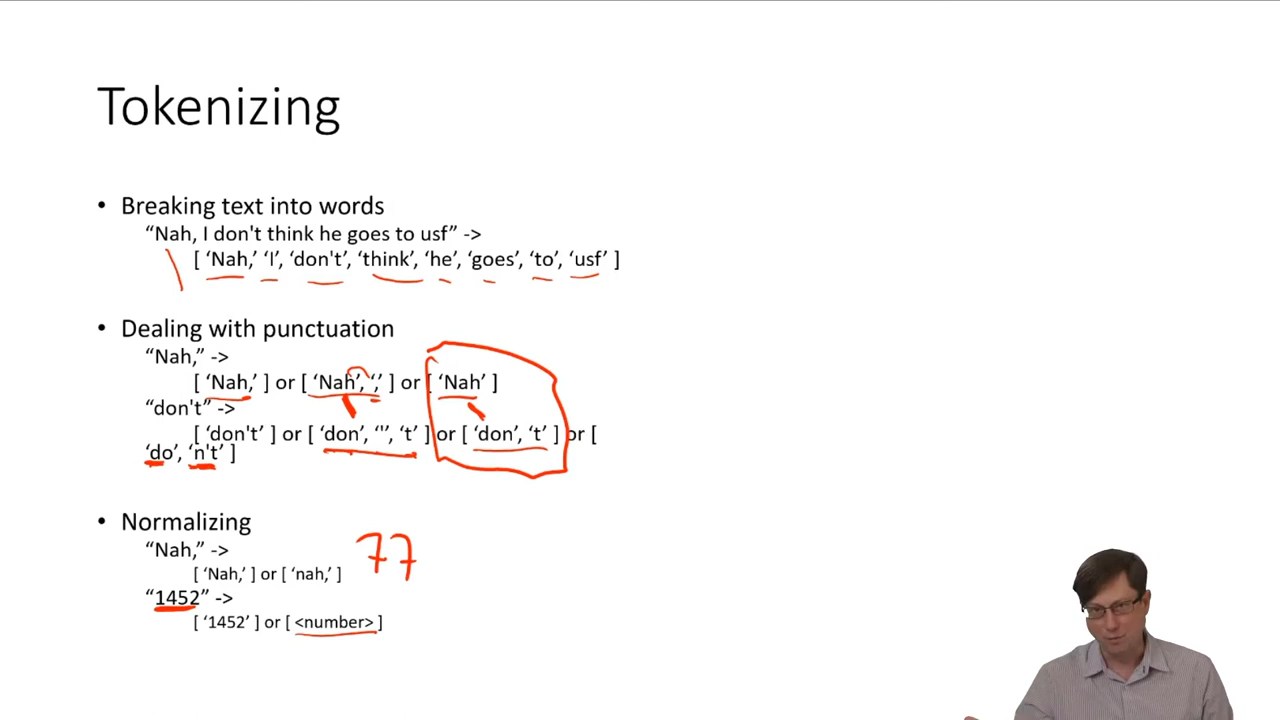 Tokenizing
• Breaking text into words
“Nah, I don't think he goes to usf” ->
[ ‘Nah,’ ‘I’, ‘don't’, ‘think’, ‘he’, ‘goes’, ‘to’, ‘usf’ ]
• Dealing with punctuation
“Nah,” ->
[ ‘Nah,’ ] or [ ‘Nah’, ‘,’ ] or [ ‘Nah’ ]
“don't” ->
[ ‘don't’ ] or [ ‘don’, ‘'’, ‘t’ ] or [ ‘don’, ‘t’ ] or [
‘do’, ‘n't’ ]
• Normalizing
“Nah,” ->
[ ‘Nah,’ ] or [ ‘nah,’ ]
77
“1452” ->
[ ‘1452’ ] or [ <number> ]